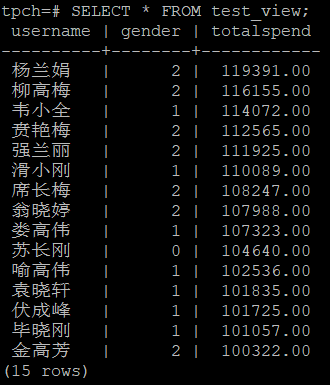 tpch=# SELECT * FROM test_view;
username | gender | totalspend
----------+--------+------------
杨兰娟 | 2 | 119391.00
柳高梅 | 2 | 116155.00
韦小全 | 1 | 114072.00
贲艳梅 | 2 | 112565.00
强兰丽 | 2 | 111925.00
滑小刚 | 1 | 110089.00
席长梅 | 2 | 108247.00
翁晓婷 | 2 | 107988.00
娄高伟 | 1 | 107323.00
苏长刚 | 0 | 104640.00
喻高伟 | 1 | 102536.00
袁晓轩 | 1 | 101835.00
伏成峰 | 1 | 101725.00
毕晓刚 | 1 | 101057.00
金高芳 | 2 | 100322.00
(15 rows)